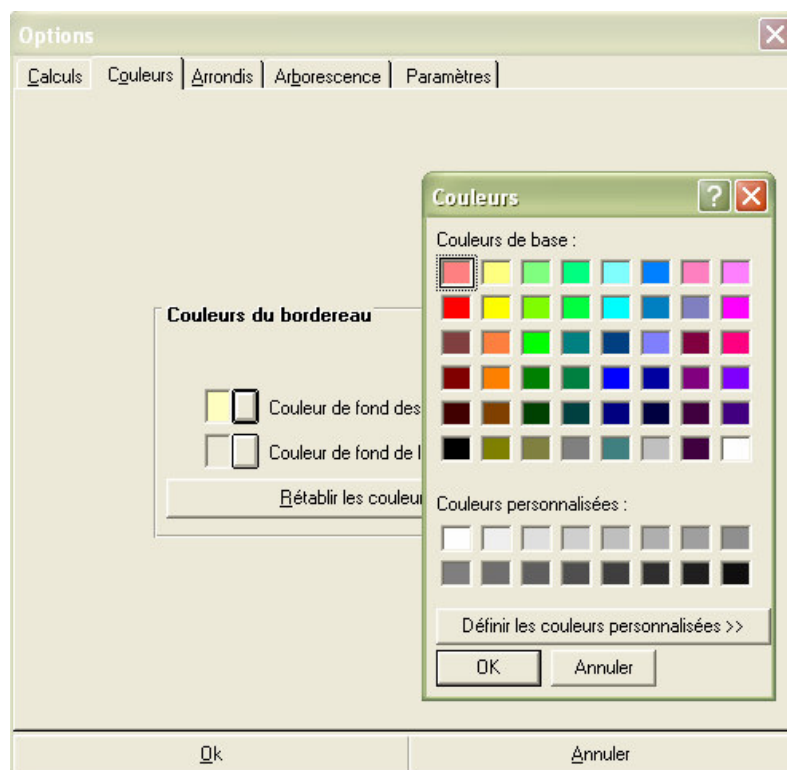 Options
Calculs Couleurs Arrondis Arborescence Paramètres
Couleurs
Couleurs de base :
Couleurs du bordereau
Couleur de fond des
Couleur de fond de l
Rétablir les couleu
Couleurs personnalisées :
Définir les couleurs personnalisées >>
OK Annuler
Ok Annuler